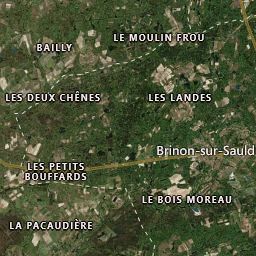 LE MOULIN FROU
BAILLY
LES DEUX CHÊNES
LES LANDES
Brinon-sur-Sauld
LES PETITS
BOUFFARDS
LE BOIS MOREAU
LA PACAUDIÈRE